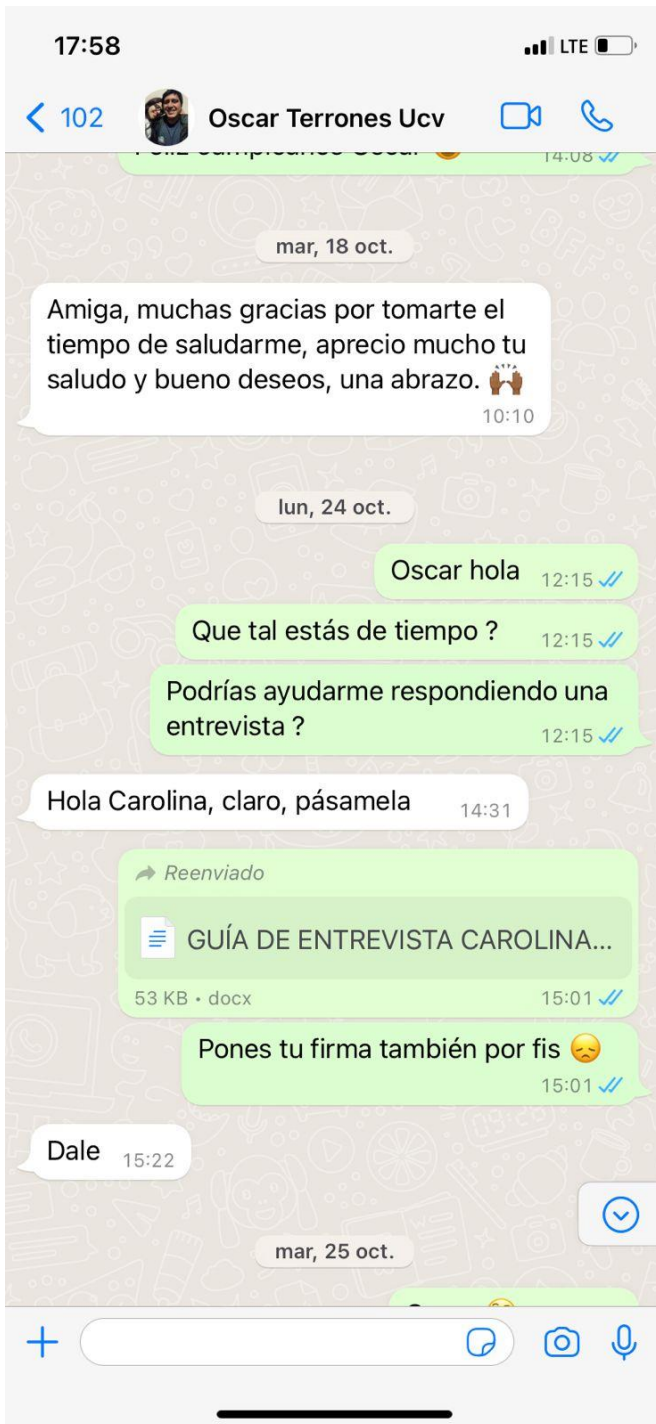 17:58
LTE
102
Oscar Terrones Ucv
14:08
mar, 18 oct.
Amiga, muchas gracias por tomarte el
tiempo de saludarme, aprecio mucho tu
saludo y bueno deseos, una abrazo. 🙌🏾
10:10
lun, 24 oct.
Oscar hola 12:15
Que tal estás de tiempo ? 12:15
Podrías ayudarme respondiendo una
entrevista ? 12:15
Hola Carolina, claro, pásamela 14:31
Reenviado
GUÍA DE ENTREVISTA CAROLINA...
53 KB • docx 15:01
Pones tu firma también por fis 😞
15:01
Dale 15:22
mar, 25 oct.